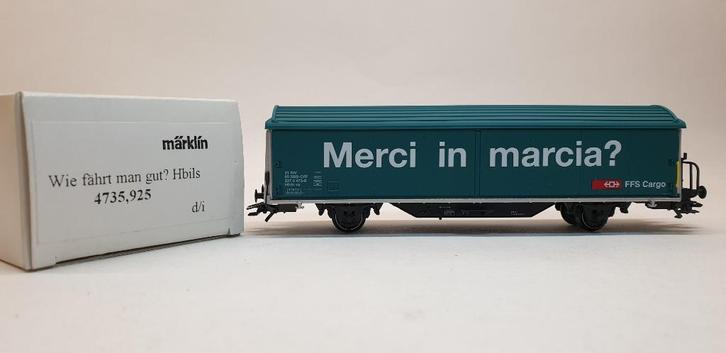 märklin
Wie fährt man gut? Hbils
4735,925
d/i
Merci in marcia?
FFS Cargo